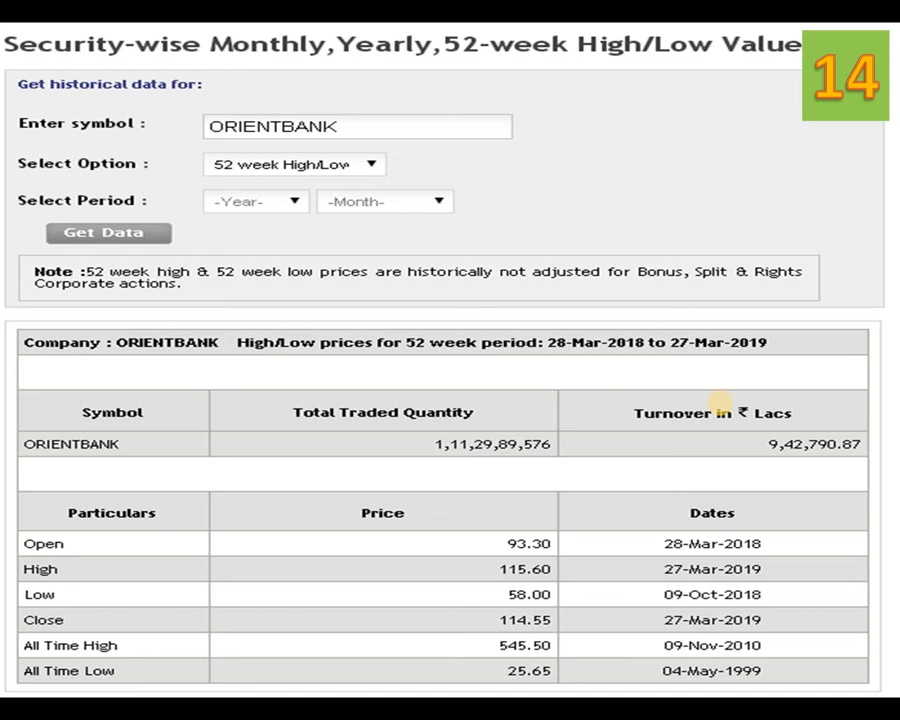 Security-wise Monthly,Yearly,52-week High/Low Value
14
Get historical data for:
Enter symbol : ORIENTBANK
Select Option : 52 week High/Low
Select Period : -Year- -Month-
Get Data
Note :52 week high & 52 week low prices are historically not adjusted for Bonus, Split & Rights
Corporate actions.
Company : ORIENTBANK High/Low prices for 52 week period: 28-Mar-2018 to 27-Mar-2019
Symbol Total Traded Quantity Turnover in ₹ Lacs
ORIENTBANK 1,11,29,89,576 9,42,790.87
Particulars Price Dates
Open 93.30 28-Mar-2018
High 115.60 27-Mar-2019
Low 58.00 09-Oct-2018
Close 114.55 27-Mar-2019
All Time High 545.50 09-Nov-2010
All Time Low 25.65 04-May-1999